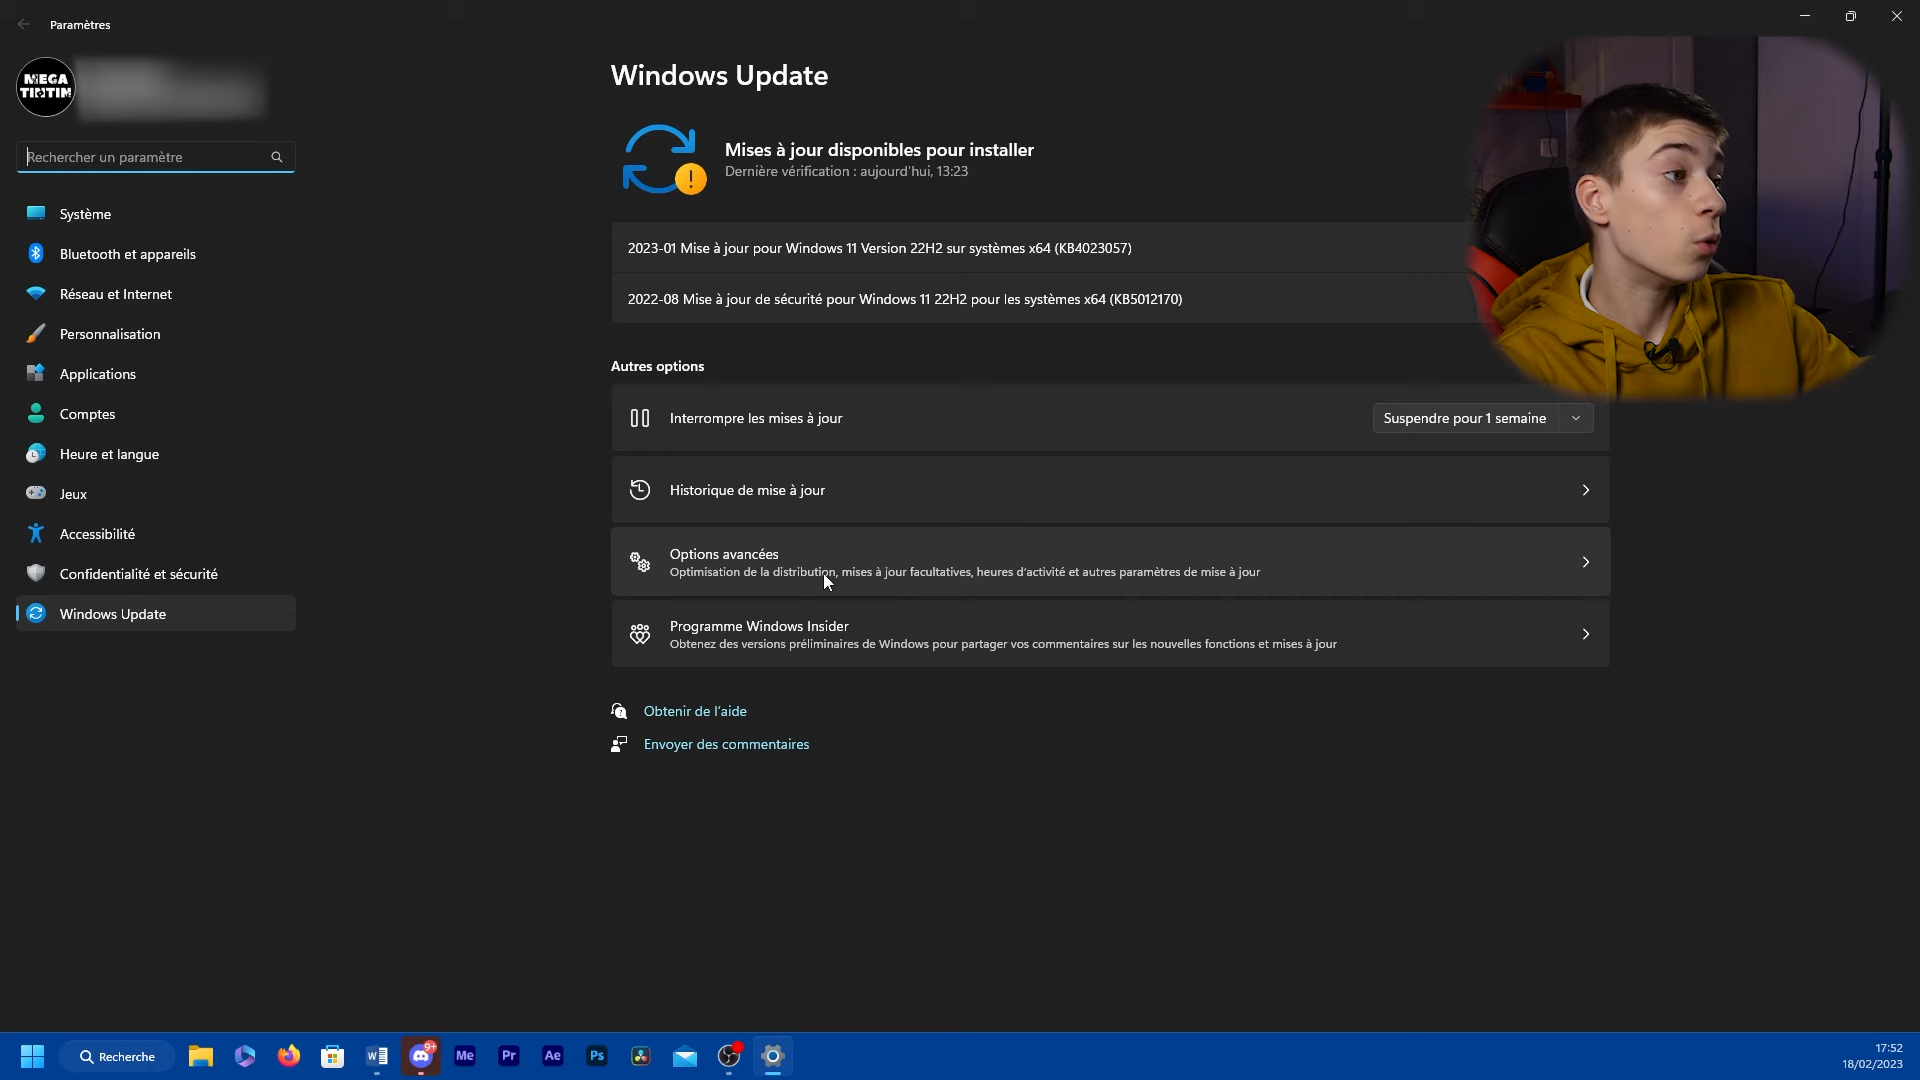 Paramètres
MEGA
TINTIN
Rechercher un paramètre
Système
Bluetooth et appareils
Réseau et Internet
Personnalisation
Applications
Comptes
Heure et langue
Jeux
Accessibilité
Confidentialité et sécurité
Windows Update
Windows Update
Mises à jour disponibles pour installer
Dernière vérification : aujourd'hui, 13:23
2023-01 Mise à jour pour Windows 11 Version 22H2 sur systèmes x64 (KB4023057)
2022-08 Mise à jour de sécurité pour Windows 11 22H2 pour les systèmes x64 (KB5012170)
Autres options
Interrompre les mises à jour
Suspendre pour 1 semaine
Historique de mise à jour
Options avancées
Optimisation de la distribution, mises à jour facultatives, heures d'activité et autres paramètres de mise à jour
Programme Windows Insider
Obtenez des versions préliminaires de Windows pour partager vos commentaires sur les nouvelles fonctions et mises à jour
Obtenir de l'aide
Envoyer des commentaires
Recherche
W
9+
Me
Pr
Ae
Ps
17:52
18/02/2023